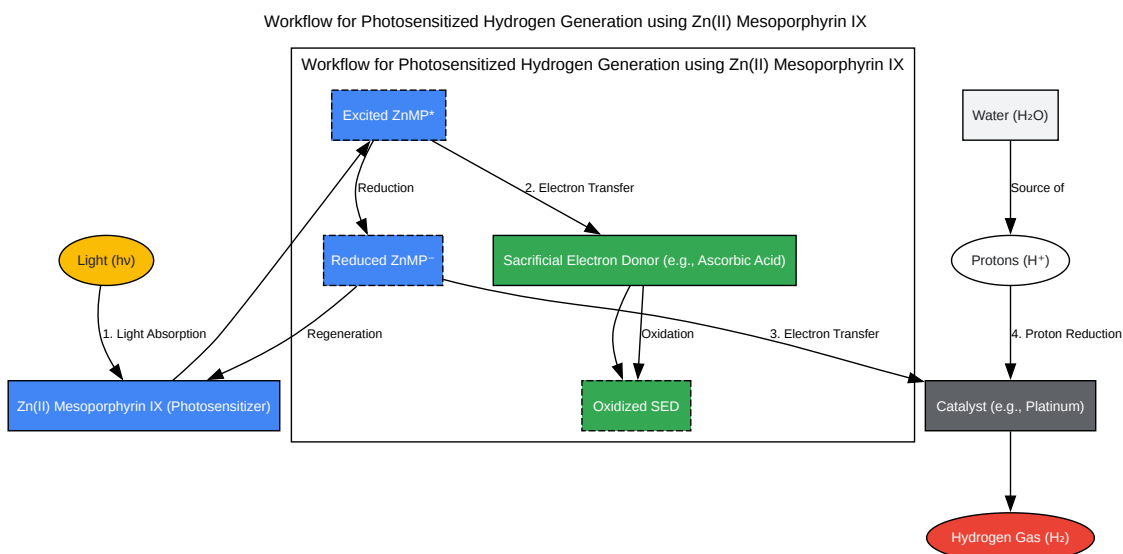 Workflow for Photosensitized Hydrogen Generation using Zn(II) Mesoporphyrin IX
Workflow for Photosensitized Hydrogen Generation using Zn(II) Mesoporphyrin IX
Excited ZnMP*
Water (H₂O)
Reduction
2. Electron Transfer
Source of
Light (hν)
Reduced ZnMP⁻
Sacrificial Electron Donor (e.g., Ascorbic Acid)
Protons (H⁺)
1. Light Absorption
Regeneration
Oxidation
3. Electron Transfer
4. Proton Reduction
Zn(II) Mesoporphyrin IX (Photosensitizer)
Oxidized SED
Catalyst (e.g., Platinum)
Hydrogen Gas (H₂)